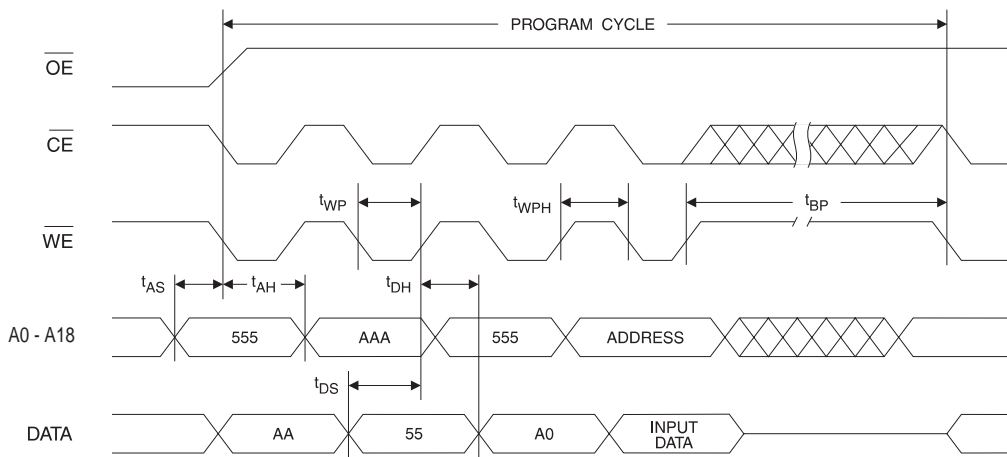 PROGRAM CYCLE
OE
CE
tWP
tWPH
tBP
WE
tAS
tAH
tDH
A0 - A18
555
AAA
555
ADDRESS
tDS
DATA
AA
55
A0
INPUT
DATA